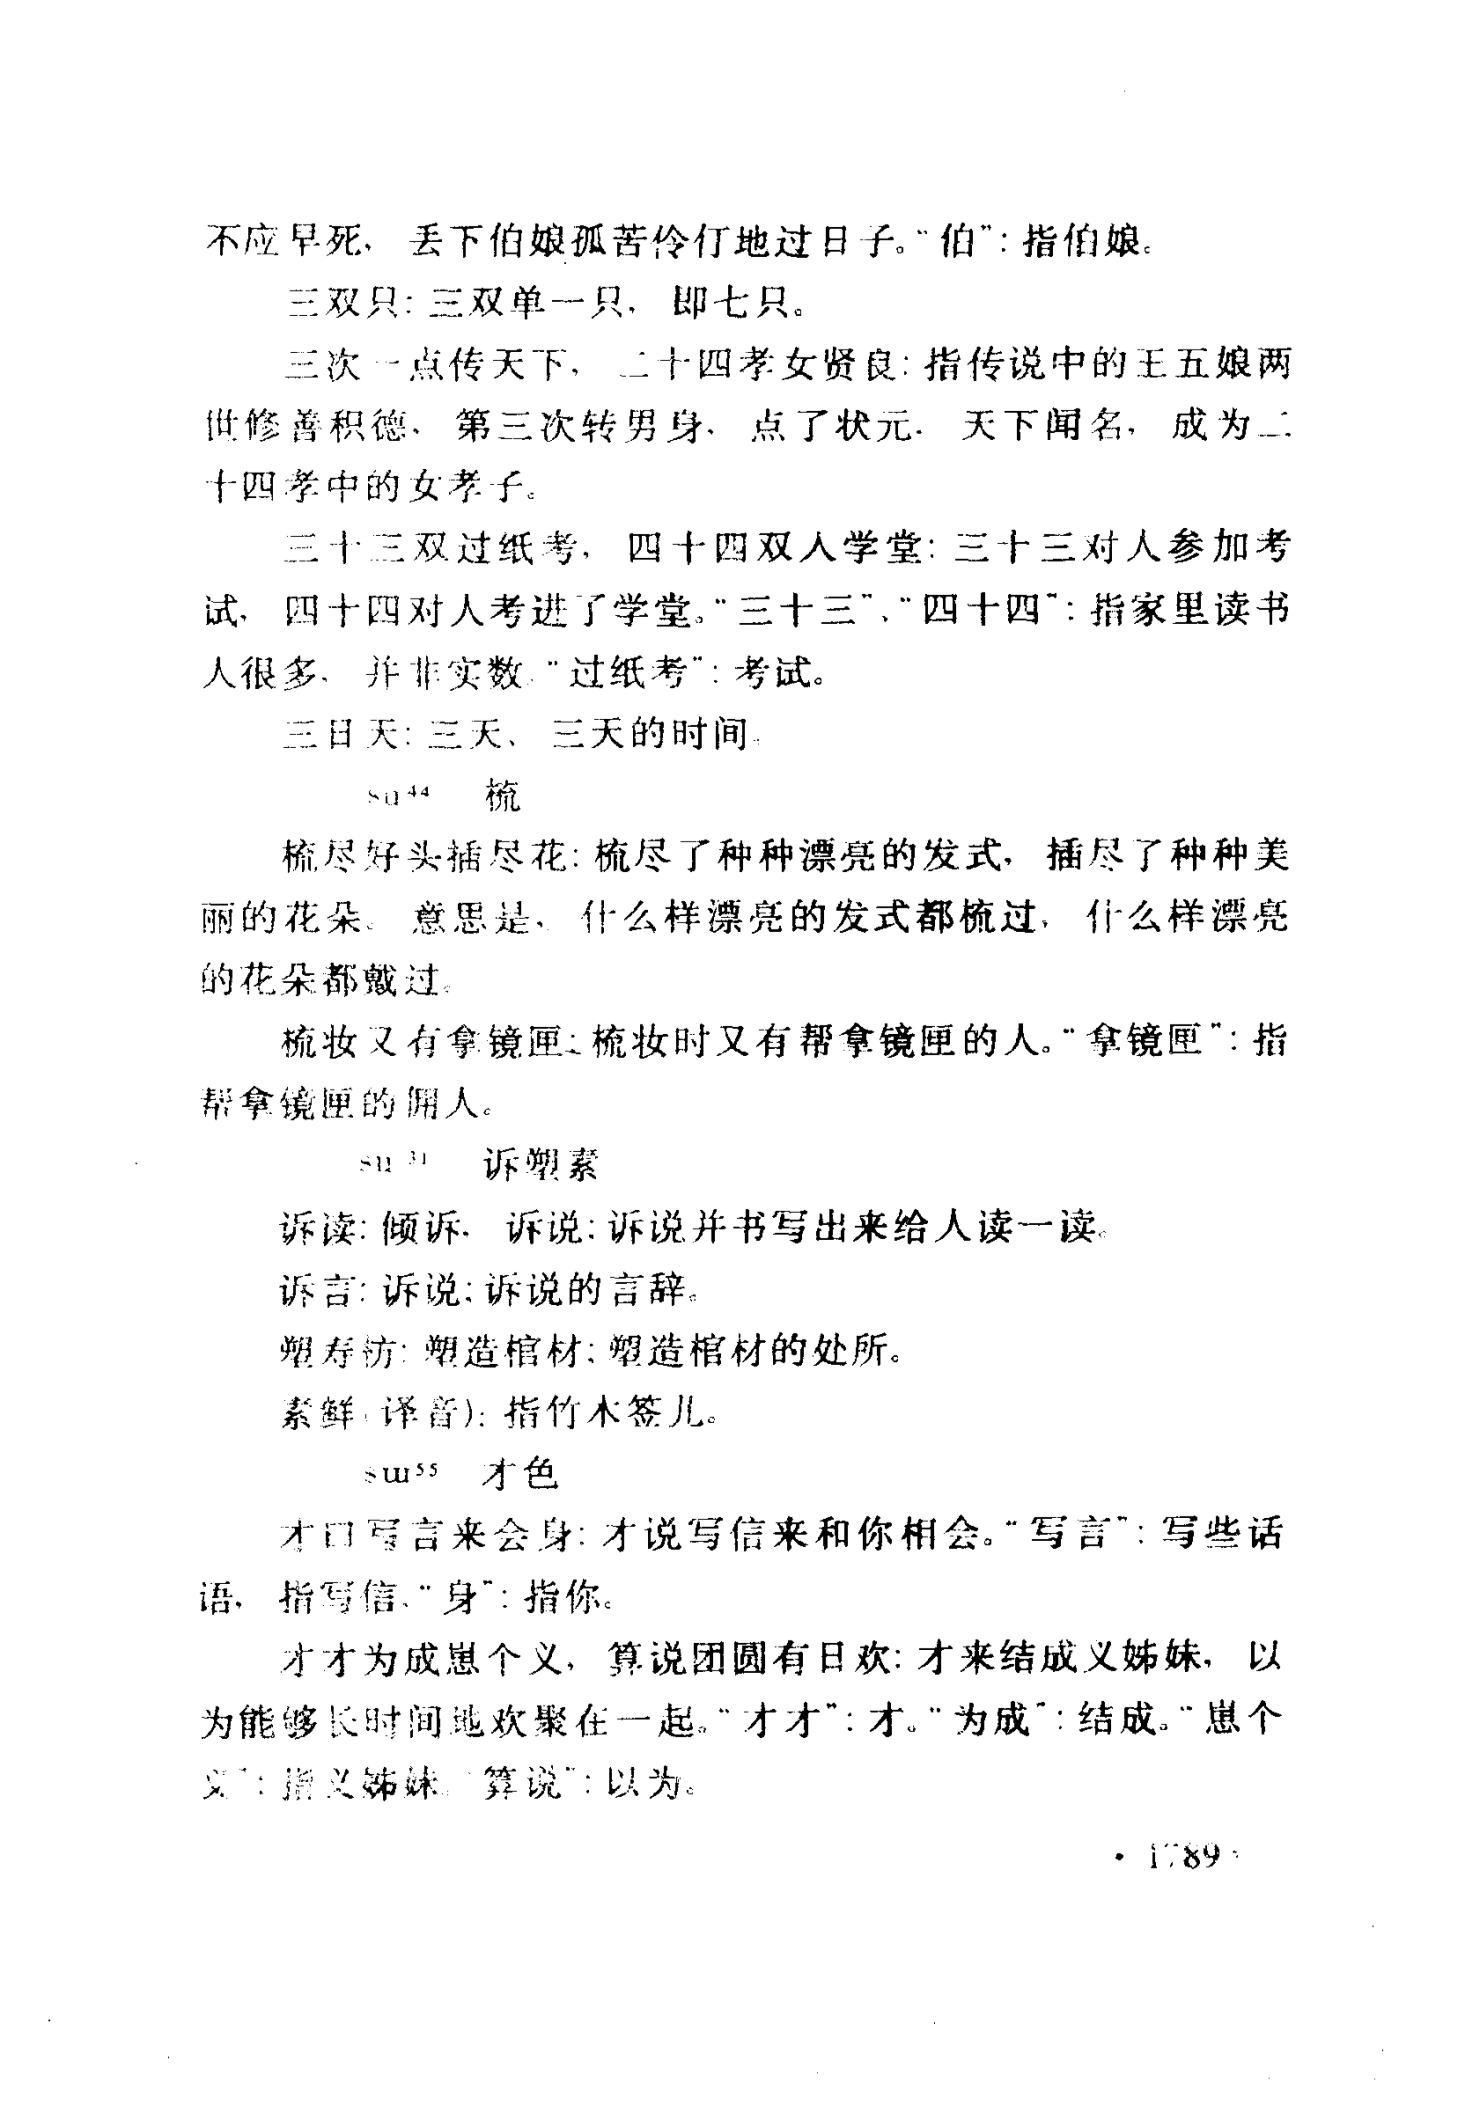 不应早死，丢下伯娘孤苦伶仃地过日子。“伯”：指伯娘。
三双只：三双单一只，即七只。
三次一点传天下，二十四孝女贤良：指传说中的王五娘两
世修善积德，第三次转男身，点了状元，天下闻名，成为二
十四孝中的女孝子。
三十三双过纸考，四十四双人学堂：三十三对人参加考
试，四十四对人考进了学堂。“三十三”、“四十四”：指家里读书
人很多，并非实数。“过纸考”：考试。
三日天：三天、三天的时间。
su⁴⁴ 梳
梳尽好头插尽花：梳尽了种种漂亮的发式，插尽了种种美
丽的花朵。意思是，什么样漂亮的发式都梳过，什么样漂亮
的花朵都戴过。
梳妆又有拿镜匣：梳妆时又有帮拿镜匣的人。“拿镜匣”：指
帮拿镜匣的佣人。
su³¹ 诉塑素
诉读：倾诉，诉说；诉说并书写出来给人读一读。
诉言：诉说；诉说的言辞。
塑寿枋：塑造棺材；塑造棺材的处所。
素鲜（译音）：指竹木签儿。
sɯ⁵⁵ 才色
才口写言来会身：才说写信来和你相会。“写言”：写些话
语，指写信。“身”：指你。
才才为成崽个义，算说团圆有日欢：才来结成义姊妹，以
为能够长时间地欢聚在一起。“才才”：才。“为成”：结成。“崽个
义”：指义姊妹。“算说”：以为。
· 1789 ·